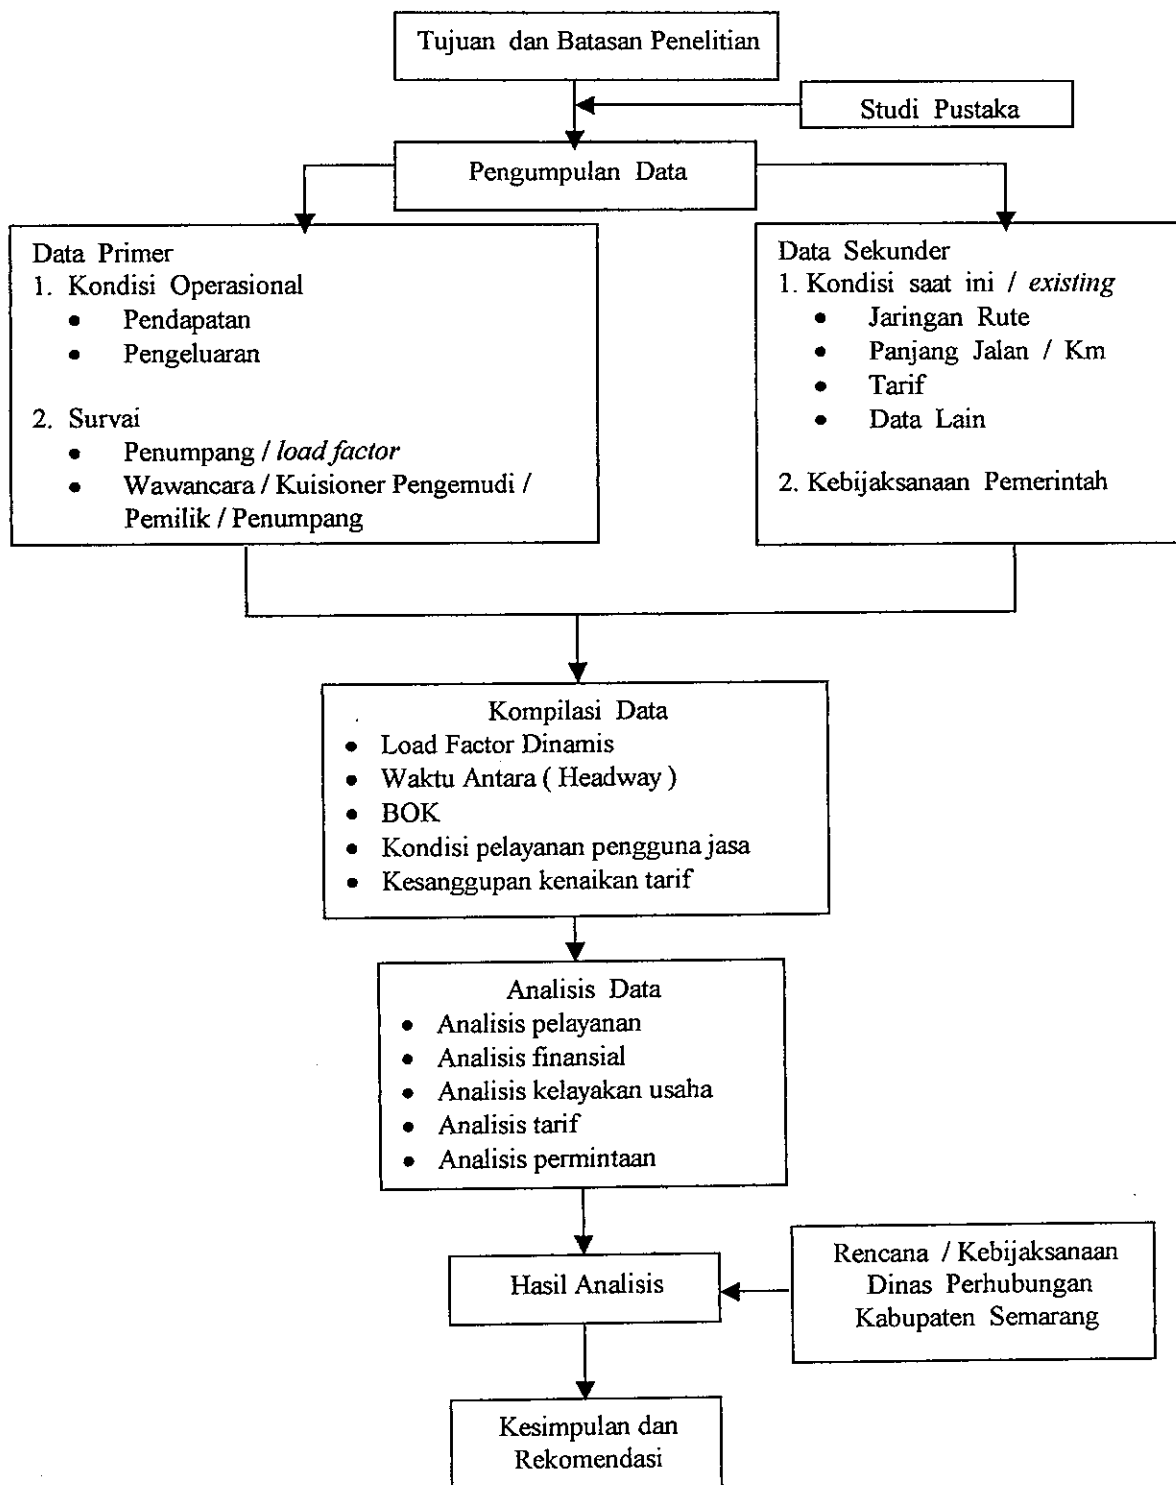 Tujuan dan Batasan Penelitian
Studi Pustaka
Pengumpulan Data
Data Primer
1. Kondisi Operasional
• Pendapatan
• Pengeluaran
2. Survai
• Penumpang / load factor
• Wawancara / Kuisioner Pengemudi /
Pemilik / Penumpang
Data Sekunder
1. Kondisi saat ini / existing
• Jaringan Rute
• Panjang Jalan / Km
• Tarif
• Data Lain
2. Kebijaksanaan Pemerintah
Kompilasi Data
• Load Factor Dinamis
• Waktu Antara ( Headway )
• BOK
• Kondisi pelayanan pengguna jasa
• Kesanggupan kenaikan tarif
Analisis Data
• Analisis pelayanan
• Analisis finansial
• Analisis kelayakan usaha
• Analisis tarif
• Analisis permintaan
Hasil Analisis
Rencana / Kebijaksanaan
Dinas Perhubungan
Kabupaten Semarang
Kesimpulan dan
Rekomendasi